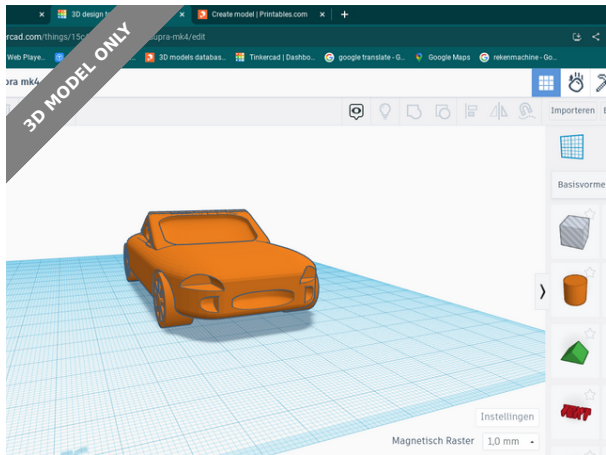 3D design t
Create model | Printables.com
rcad.com/things/15c
upra-mk4/edit
Web Playe..
3D models databas..
Tinkercad | Dashbo..
google translate - G..
Google Maps
rekenmachine - Go..
pra mk4
3D MODEL ONLY
Importeren
Basisvorme
TEXT
Instellingen
Magnetisch Raster
1,0 mm